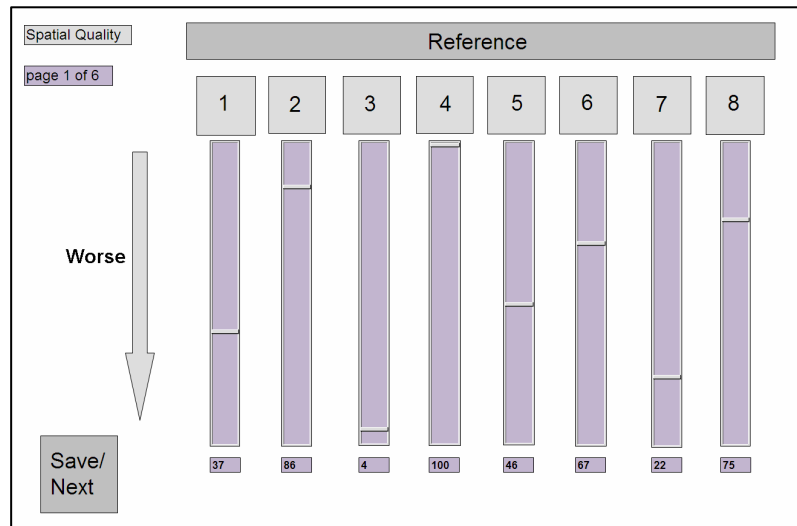 Spatial Quality
Reference
page 1 of 6
1 2 3 4 5 6 7 8
Worse
37 86 4 100 46 67 22 75
Save/
Next